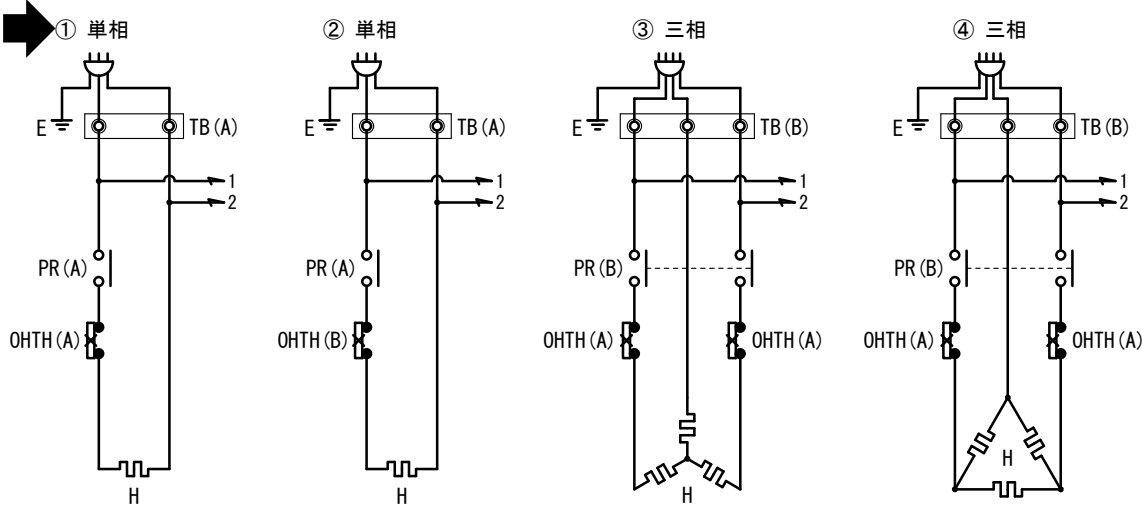 ① 単相
② 単相
③ 三相
④ 三相
E
TB(A)
E
TB(A)
E
TB(B)
E
TB(B)
1
2
1
2
1
2
1
2
PR(A)
PR(A)
PR(B)
PR(B)
OHTH(A)
OHTH(B)
OHTH(A)
OHTH(A)
OHTH(A)
OHTH(A)
H
H
H
H